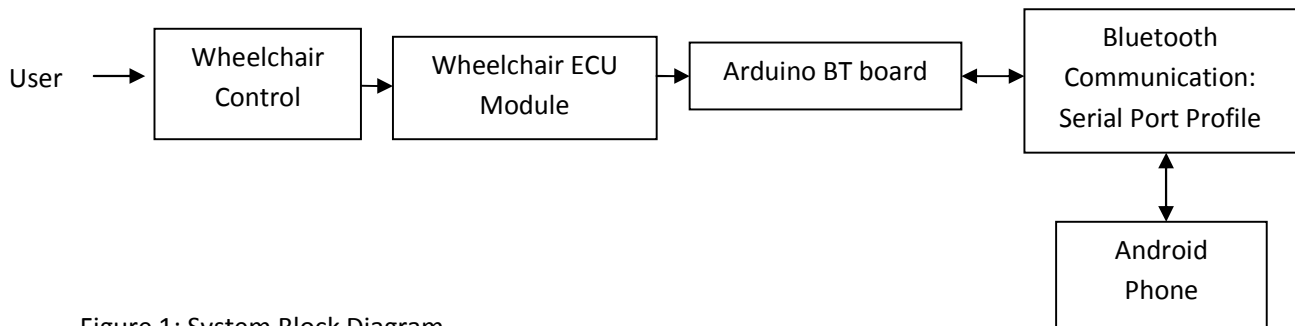 User
Wheelchair
Control
Wheelchair ECU
Module
Arduino BT board
Bluetooth
Communication:
Serial Port Profile
Android
Phone
Figure 1: System Block Diagram